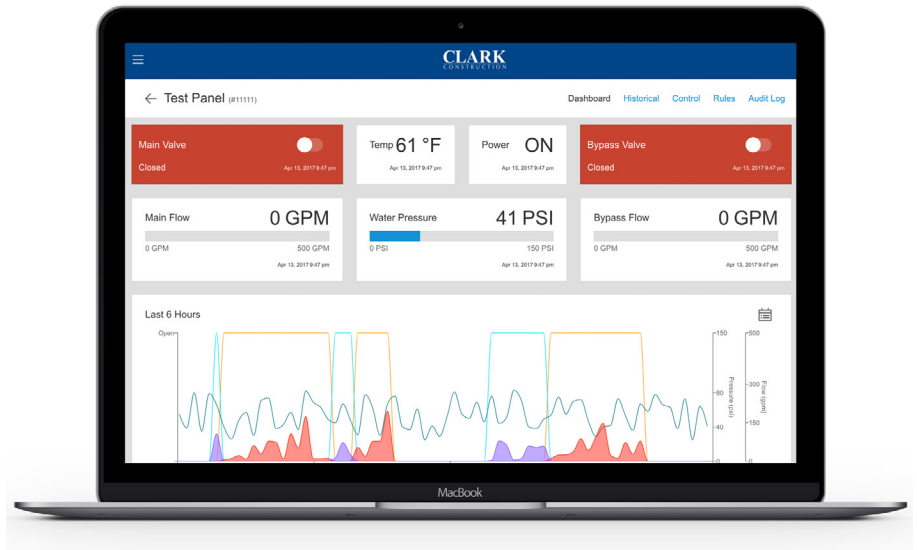 CLARK
CONSTRUCTION
Test Panel (#11111)
Dashboard Historical Control Rules Audit Log
Main Valve
Closed
Apr 13, 2017 9:47 pm
Temp 61 °F
Apr 13, 2017 9:47 pm
Power ON
Apr 13, 2017 9:47 pm
Bypass Valve
Closed
Apr 13, 2017 9:47 pm
Main Flow 0 GPM
0 GPM 500 GPM
Apr 13, 2017 9:47 pm
Water Pressure 41 PSI
0 PSI 150 PSI
Apr 13, 2017 9:47 pm
Bypass Flow 0 GPM
0 GPM 500 GPM
Apr 13, 2017 9:47 pm
Last 6 Hours
Open
150
80
40
0
Pressure (psi)
500
300
150
0
Flow (gpm)
MacBook